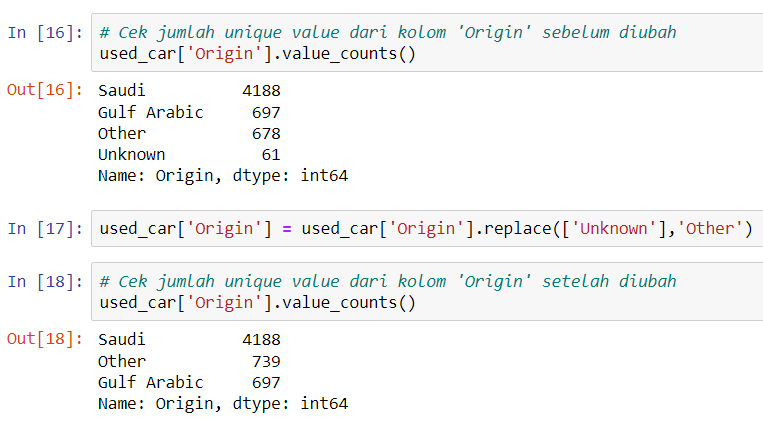 In [16]: # Cek jumlah unique value dari kolom 'Origin' sebelum diubah
used_car['Origin'].value_counts()
Out[16]: Saudi 4188
Gulf Arabic 697
Other 678
Unknown 61
Name: Origin, dtype: int64
In [17]: used_car['Origin'] = used_car['Origin'].replace(['Unknown'],'Other')
In [18]: # Cek jumlah unique value dari kolom 'Origin' setelah diubah
used_car['Origin'].value_counts()
Out[18]: Saudi 4188
Other 739
Gulf Arabic 697
Name: Origin, dtype: int64